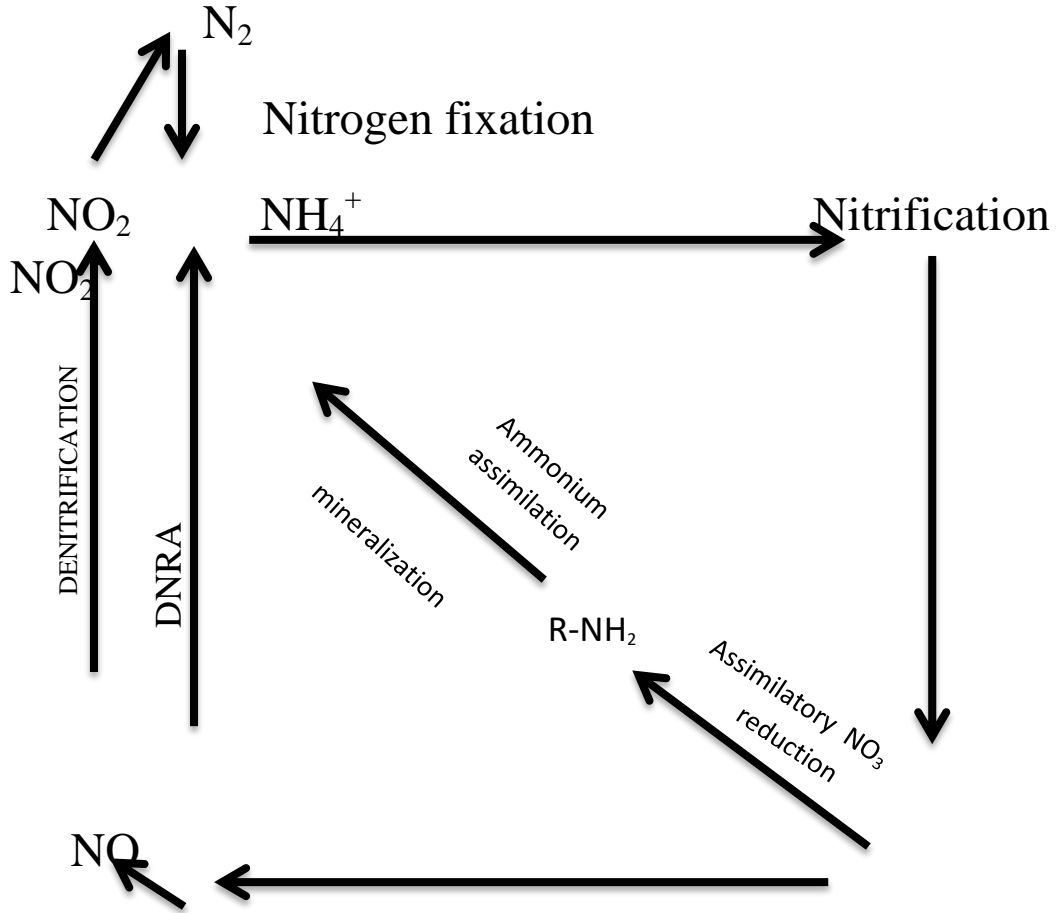 N₂
Nitrogen fixation
NO₂ NH₄⁺ Nitrification
NO₂
DENITRIFICATION
DNRA
Ammonium
assimilation
mineralization
R-NH₂
Assimilatory NO₃
reduction
NO